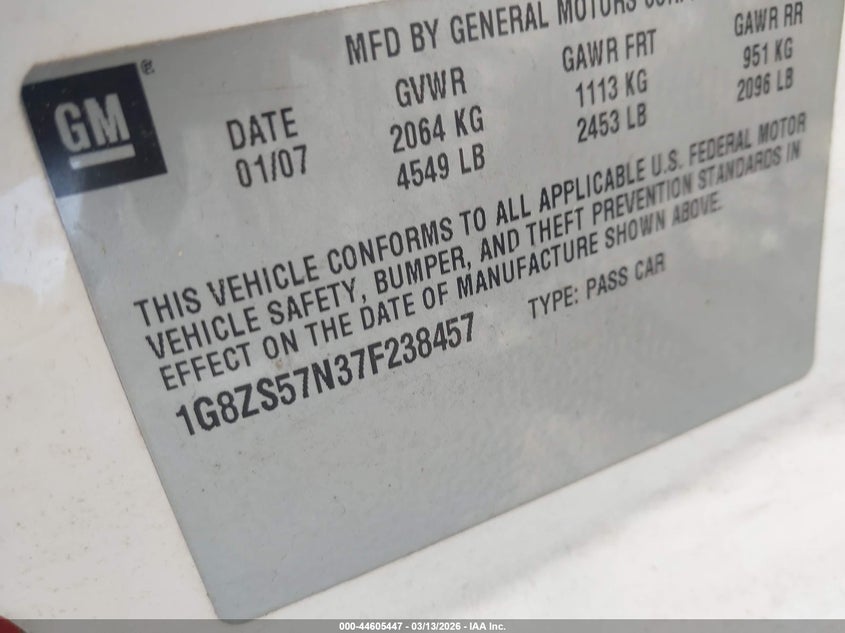 MFD BY GENERAL MOTORS
GM®
DATE
01/07
GVWR
2064 KG
4549 LB
GAWR FRT
1113 KG
2453 LB
GAWR RR
951 KG
2096 LB
THIS VEHICLE CONFORMS TO ALL APPLICABLE U.S. FEDERAL MOTOR
VEHICLE SAFETY, BUMPER, AND THEFT PREVENTION STANDARDS IN
EFFECT ON THE DATE OF MANUFACTURE SHOWN ABOVE.
1G8ZS57N37F238457
TYPE: PASS CAR
000-44605447 - 03/13/2026 - IAA Inc.